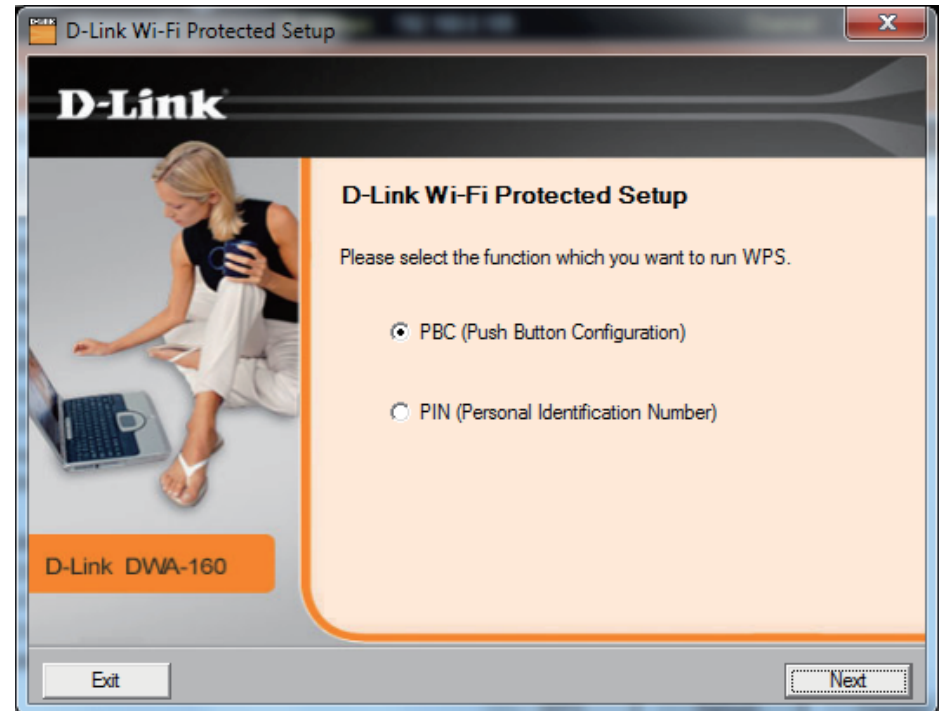 D-Link Wi-Fi Protected Setup
D-Link
D-Link Wi-Fi Protected Setup
Please select the function which you want to run WPS.
PBC (Push Button Configuration)
PIN (Personal Identification Number)
D-Link DWA-160
Exit
Next